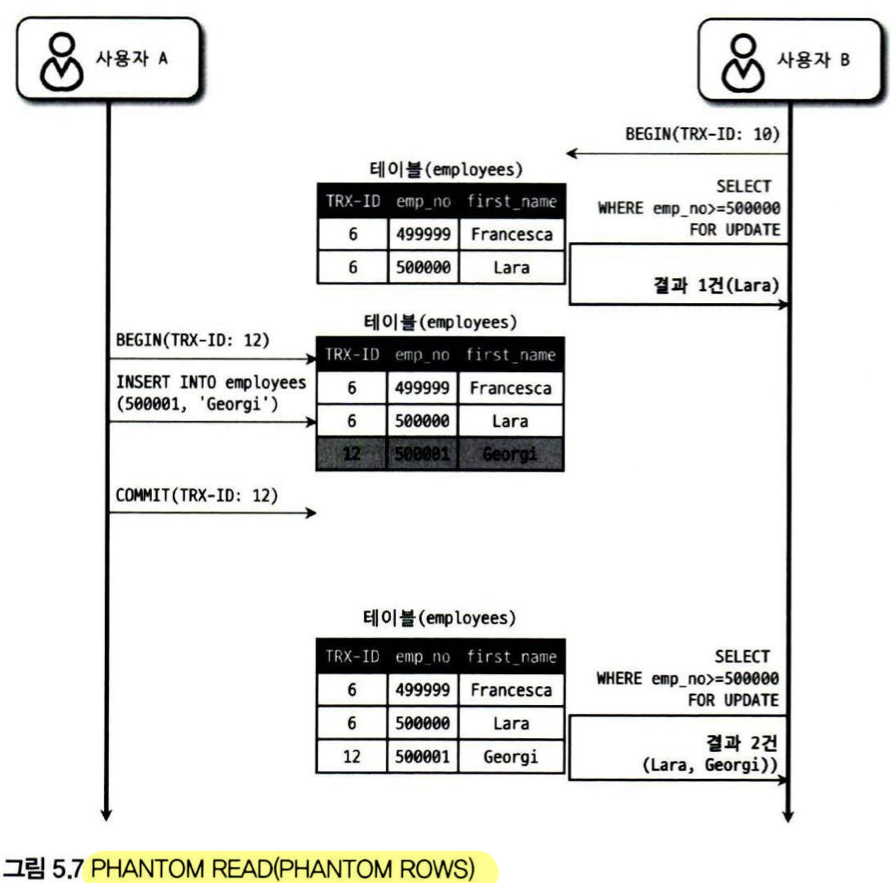 사용자 A
사용자 B
BEGIN(TRX-ID: 10)
테이블(employees)
TRX-ID emp_no first_name
6 499999 Francesca
6 500000 Lara
SELECT
WHERE emp_no>=500000
FOR UPDATE
결과 1건(Lara)
BEGIN(TRX-ID: 12)
INSERT INTO employees
(500001, 'Georgi')
테이블(employees)
TRX-ID emp_no first_name
6 499999 Francesca
6 500000 Lara
12 500001 Georgi
COMMIT(TRX-ID: 12)
테이블(employees)
TRX-ID emp_no first_name
6 499999 Francesca
6 500000 Lara
12 500001 Georgi
SELECT
WHERE emp_no>=500000
FOR UPDATE
결과 2건
(Lara, Georgi))
그림 5.7 PHANTOM READ(PHANTOM ROWS)